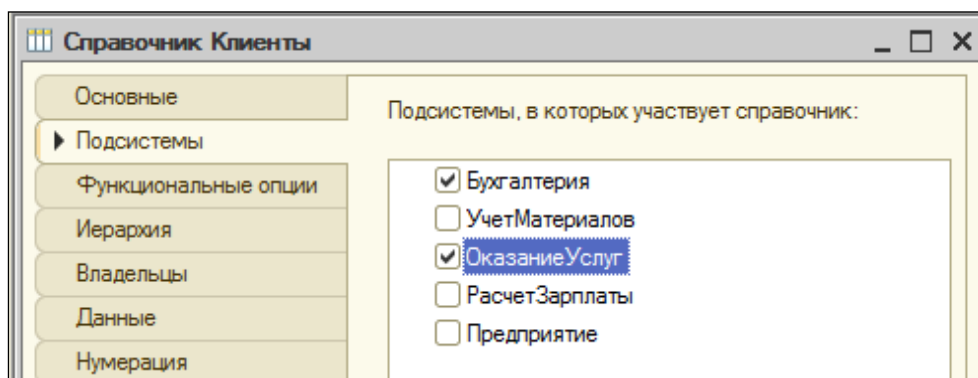 Справочник Клиенты
Основные
Подсистемы
Функциональные опции
Иерархия
Владельцы
Данные
Нумерация
Подсистемы, в которых участвует справочник:
Бухгалтерия
УчетМатериалов
ОказаниеУслуг
РасчетЗарплаты
Предприятие